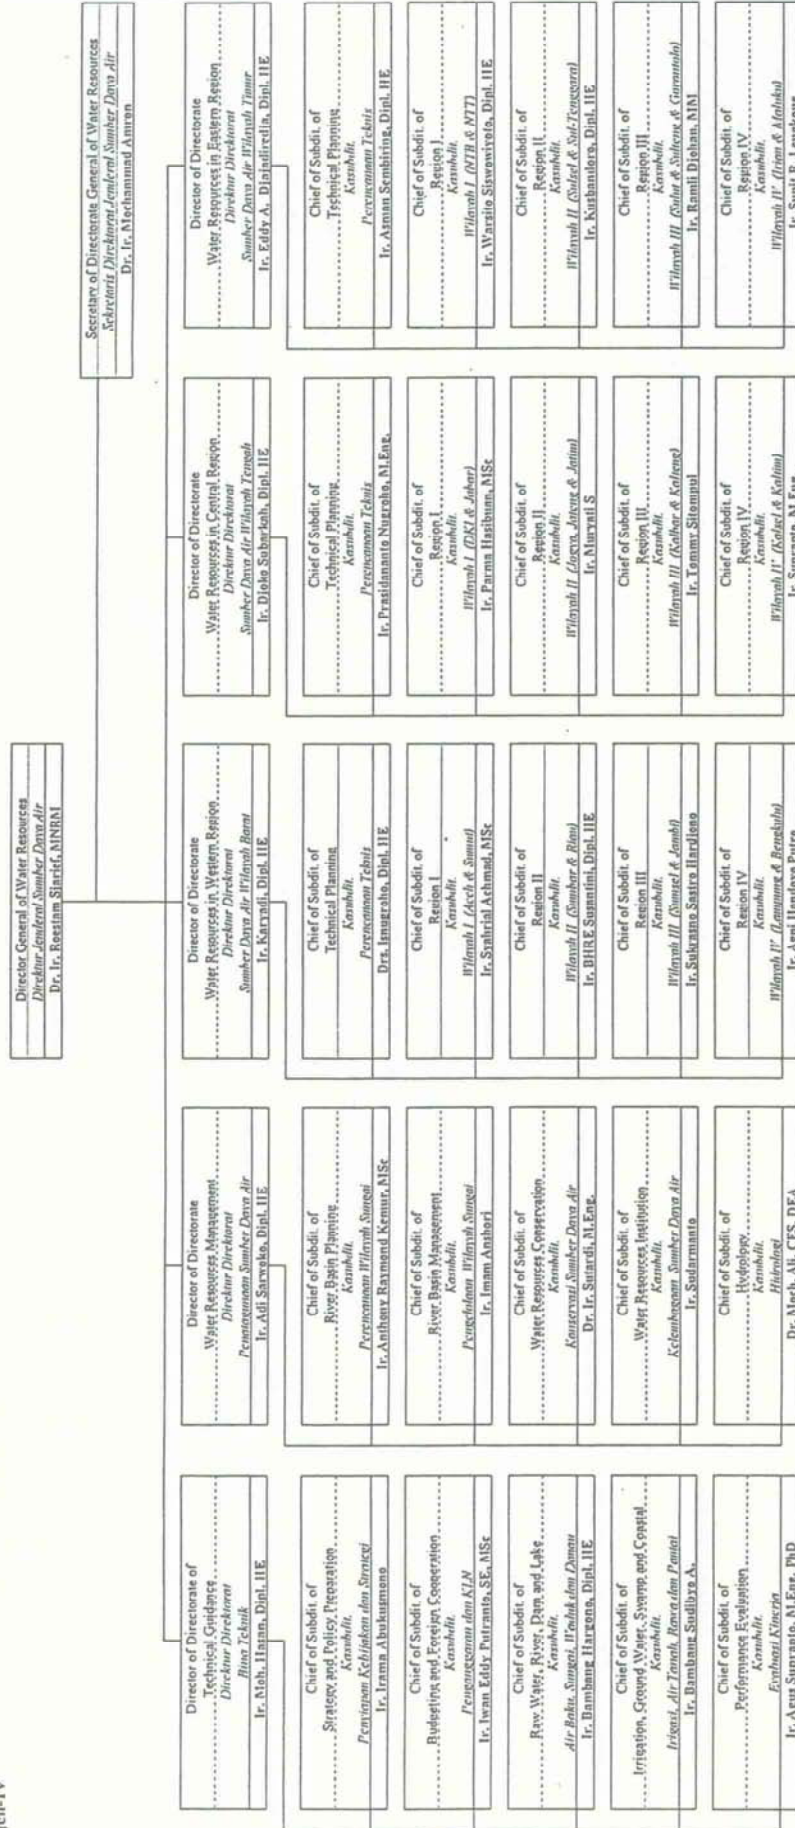 Director General of Water Resources
Direktur Jenderal Sumber Daya Air
Dr. Ir. Roestam Sjarief, MNRM
Secretary of Directorate General of Water Resources
Sekretaris Direktorat Jenderal Sumber Daya Air
Dr. Ir. Mochammad Amron
Director of Directorate of
Technical Guidance
Direktur Direktorat
Bina Teknik
Ir. Moh. Hasan, Dipl. HE
Chief of Subdit. of
Strategy and Policy Preparation
Kasubdit.
Penyiapan Kebijakan dan Strategi
Ir. Irama Abukusmono
Chief of Subdit. of
Budgeting and Foreign Cooperation
Kasubdit.
Penganggaran dan KLN
Ir. Iwan Eddy Putranto, SE, MSc
Chief of Subdit. of
Raw Water, River, Dam and Lake
Kasubdit.
Air Baku, Sungai, Waduk dan Danau
Ir. Bambang Hargono, Dipl. HE
Chief of Subdit. of
Irrigation, Ground Water, Swamp and Coastal
Kasubdit.
Irigasi, Air Tanah, Rawa dan Pantai
Ir. Bambang Sudibyo A.
Chief of Subdit. of
Performance Evaluation
Kasubdit.
Evaluasi Kinerja
Ir. Agus Suprapto, M.Eng, PhD
Director of Directorate
Water Resources Management
Direktur Direktorat
Penatagunaan Sumber Daya Air
Ir. Adi Sarwoko, Dipl. HE
Chief of Subdit. of
River Basin Planning
Kasubdit.
Perencanaan Wilayah Sungai
Ir. Anthony Raymond Kemur, MSc
Chief of Subdit. of
River Basin Management
Kasubdit.
Pengelolaan Wilayah Sungai
Ir. Imam Anshori
Chief of Subdit. of
Water Resources Conservation
Kasubdit.
Konservasi Sumber Daya Air
Dr. Ir. Sutardi, M.Eng.
Chief of Subdit. of
Water Resources Institution
Kasubdit.
Kelembagaan Sumber Daya Air
Ir. Sudarmanto
Chief of Subdit. of
Hydrology
Kasubdit.
Hidrologi
Dr. Moch. Ali, CES, DEA
Director of Directorate
Water Resources in Western Region
Direktur Direktorat
Sumber Daya Air Wilayah Barat
Ir. Karyadi, Dipl. HE
Chief of Subdit. of
Technical Planning
Kasubdit.
Perencanaan Teknis
Drs. Isnugroho, Dipl. HE
Chief of Subdit. of
Region I
Kasubdit.
Wilayah I (Aceh & Sumut)
Ir. Syahrial Achmad, MSc
Chief of Subdit. of
Region II
Kasubdit.
Wilayah II (Sumbar & Riau)
Ir. BHRE Susantini, Dipl. HE
Chief of Subdit. of
Region III
Kasubdit.
Wilayah III (Sumsel & Jambi)
Ir. Sukrasno Sastro Hardjono
Chief of Subdit. of
Region IV
Kasubdit.
Wilayah IV (Lampung & Bengkulu)
Director of Directorate
Water Resources in Central Region
Direktur Direktorat
Sumber Daya Air Wilayah Tengah
Ir. Djoko Subarkah, Dipl. HE
Chief of Subdit. of
Technical Planning
Kasubdit.
Perencanaan Teknis
Ir. Prasidananto Nugroho, M.Eng.
Chief of Subdit. of
Region I
Kasubdit.
Wilayah I (DKI & Jabar)
Ir. Parma Hasibuan, MSc
Chief of Subdit. of
Region II
Kasubdit.
Wilayah II (Jogya, Jateng & Jatim)
Ir. Muryati S
Chief of Subdit. of
Region III
Kasubdit.
Wilayah III (Kalbar & Kalteng)
Ir. Tommy Sitompul
Chief of Subdit. of
Region IV
Kasubdit.
Wilayah IV (Kalsel & Kaltim)
Director of Directorate
Water Resources in Eastern Region
Direktur Direktorat
Sumber Daya Air Wilayah Timur
Ir. Eddy A. Djajadiredja, Dipl. HE
Chief of Subdit. of
Technical Planning
Kasubdit.
Perencanaan Teknis
Ir. Asman Sembiring, Dipl. HE
Chief of Subdit. of
Region I
Kasubdit.
Wilayah I (NTB & NTT)
Ir. Warsito Siswowiyoto, Dipl. HE
Chief of Subdit. of
Region II
Kasubdit.
Wilayah II (Sulsel & Sul-Tenggara)
Ir. Kusbandoro, Dipl. HE
Chief of Subdit. of
Region III
Kasubdit.
Wilayah III (Sulut & Sulteng & Gorontalo)
Ir. Ramli Djohan, MM
Chief of Subdit. of
Region IV
Kasubdit.
Wilayah IV (Irian & Maluku)